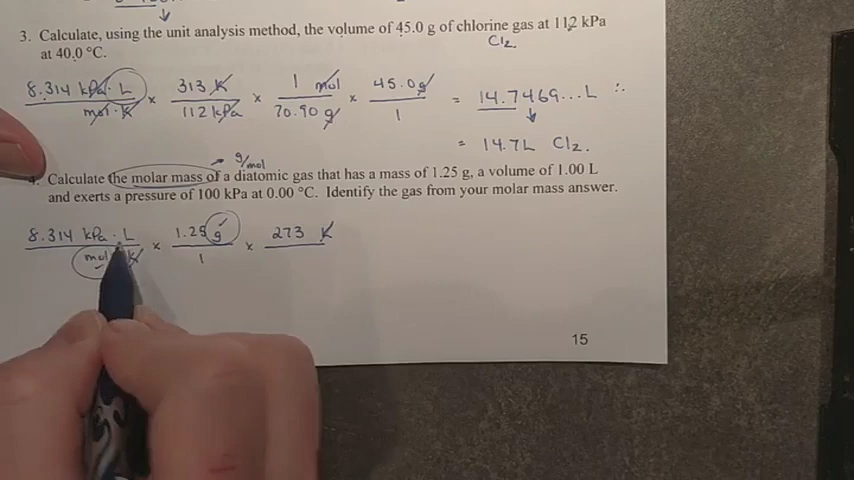 3. Calculate, using the unit analysis method, the volume of 45.0 g of chlorine gas at 112 kPa
Cl2
at 40.0 °C.
8.314 kPa · L / mol · K × 313 K / 112 kPa × 1 mol / 70.90 g × 45.0 g / 1 = 14.7469...L ∴
= 14.7L Cl2.
g/mol
4. Calculate the molar mass of a diatomic gas that has a mass of 1.25 g, a volume of 1.00 L
and exerts a pressure of 100 kPa at 0.00 °C. Identify the gas from your molar mass answer.
8.314 kPa · L / mol K × 1.25 g / 1 × 273 K
15